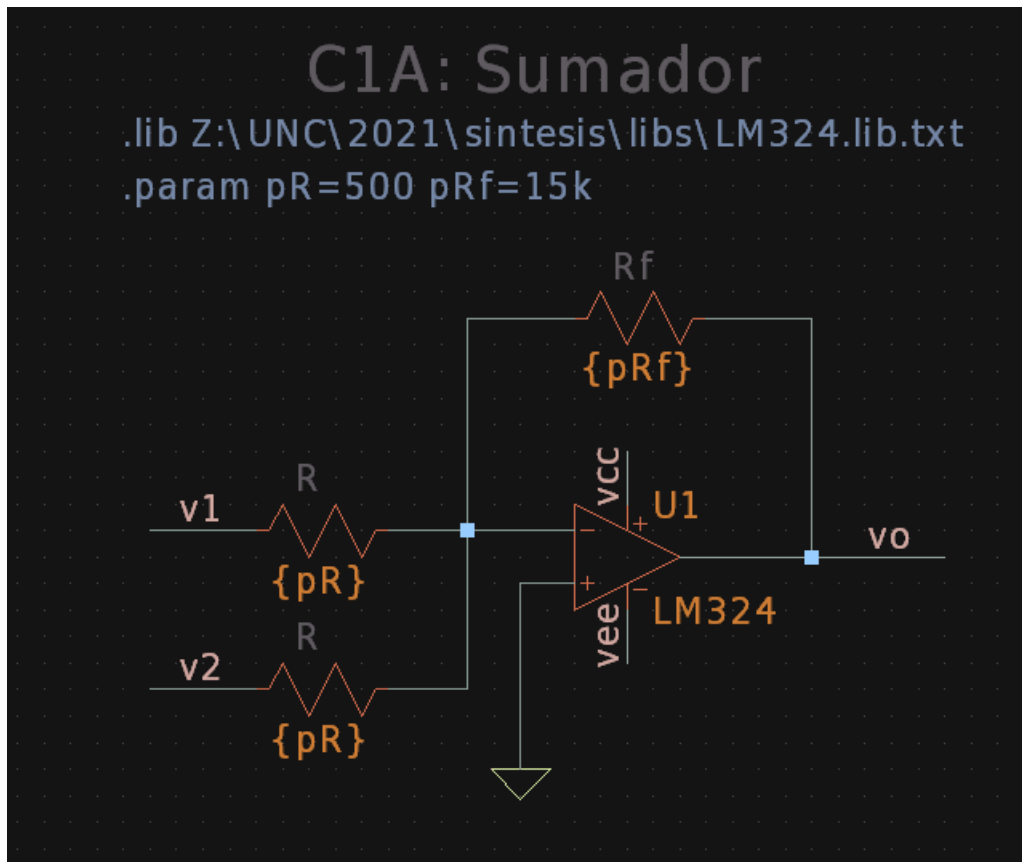 C1A: Sumador
.lib Z:\UNC\2021\sintesis\libs\LM324.lib.txt
.param pR=500 pRf=15k
Rf
{pRf}
vcc
R
U1
v1
+
−
vo
{pR}
+
−
LM324
vee
R
v2
{pR}